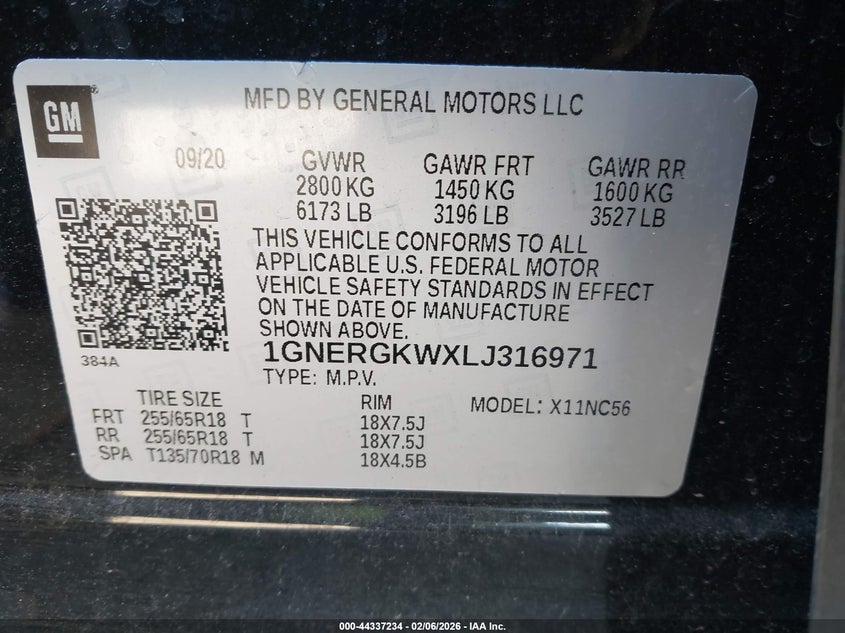 GM®
MFD BY GENERAL MOTORS LLC
09/20 GVWR GAWR FRT GAWR RR
2800 KG 1450 KG 1600 KG
6173 LB 3196 LB 3527 LB
THIS VEHICLE CONFORMS TO ALL
APPLICABLE U.S. FEDERAL MOTOR
VEHICLE SAFETY STANDARDS IN EFFECT
ON THE DATE OF MANUFACTURE
SHOWN ABOVE.
384A
1GNERGKWXLJ316971
TYPE: M.P.V.
TIRE SIZE RIM MODEL: X11NC56
FRT 255/65R18 T 18X7.5J
RR 255/65R18 T 18X7.5J
SPA T135/70R18 M 18X4.5B
000-44337234 — 02/06/2026 — IAA Inc.